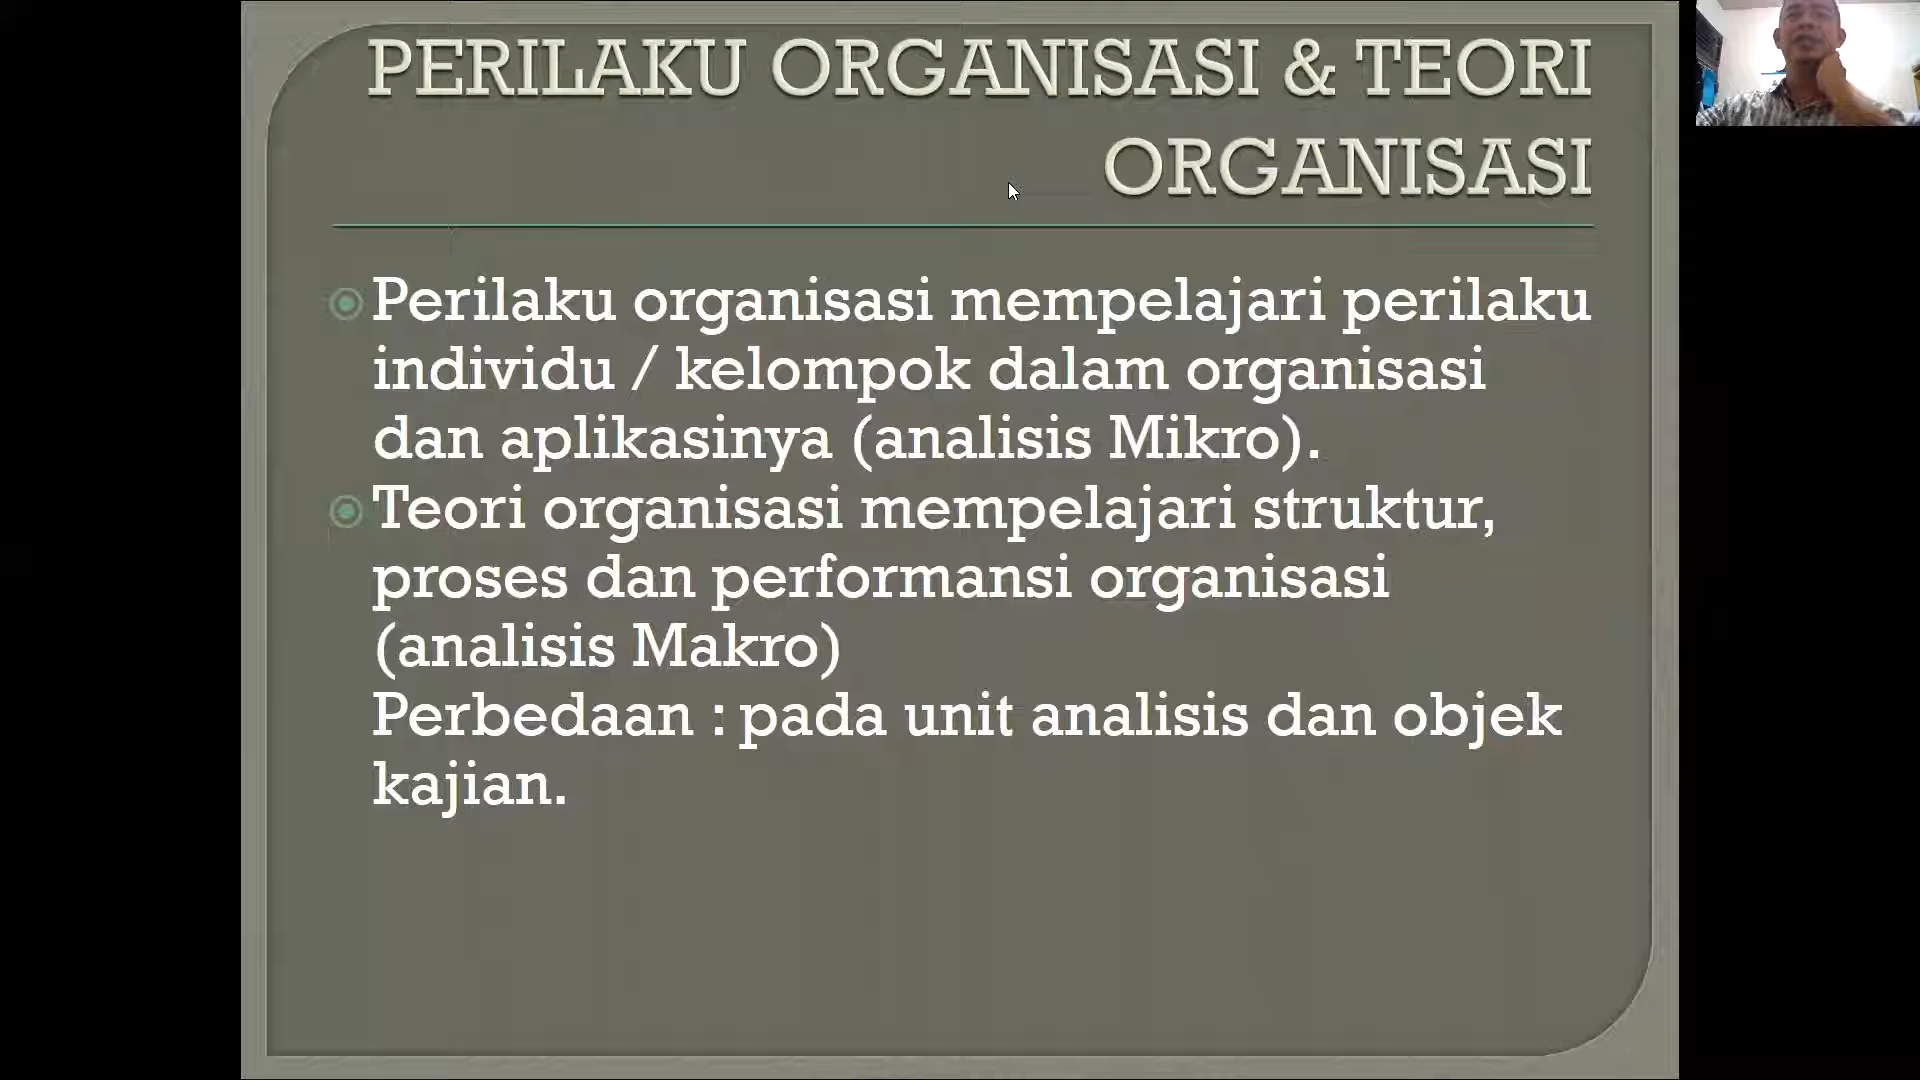 PERILAKU ORGANISASI & TEORI
ORGANISASI
Perilaku organisasi mempelajari perilaku
individu / kelompok dalam organisasi
dan aplikasinya (analisis Mikro).
Teori organisasi mempelajari struktur,
proses dan performansi organisasi
(analisis Makro)
Perbedaan : pada unit analisis dan objek
kajian.